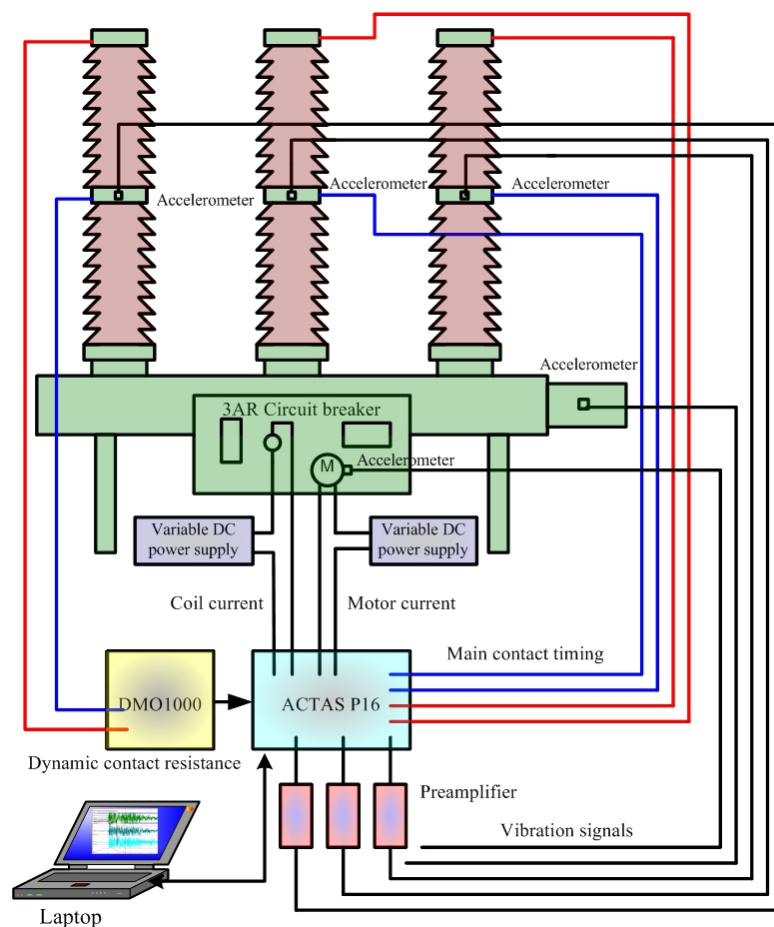 Accelerometer
Accelerometer
Accelerometer
Accelerometer
3AR Circuit breaker
M
Accelerometer
Variable DC
power supply
Variable DC
power supply
Coil current
Motor current
Main contact timing
DMO1000
ACTAS P16
Dynamic contact resistance
Preamplifier
Vibration signals
Laptop